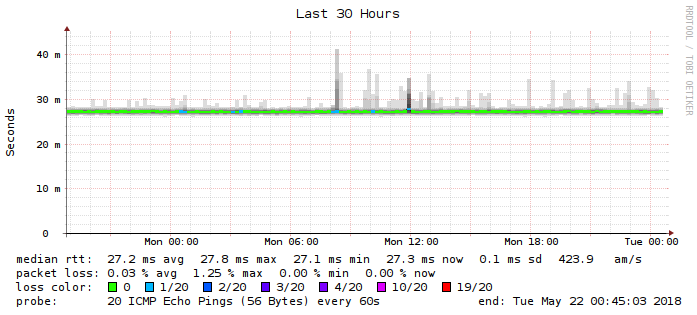 Last 30 Hours
RRDTOOL / TOBI OETIKER
Seconds
40 m
30 m
20 m
10 m
0
Mon 00:00 Mon 06:00 Mon 12:00 Mon 18:00 Tue 00:00
median rtt: 27.2 ms avg 27.8 ms max 27.1 ms min 27.3 ms now 0.1 ms sd 423.9 am/s
packet loss: 0.03 % avg 1.25 % max 0.00 % min 0.00 % now
loss color: 0 1/20 2/20 3/20 4/20 10/20 19/20
probe: 20 ICMP Echo Pings (56 Bytes) every 60s end: Tue May 22 00:45:03 2018